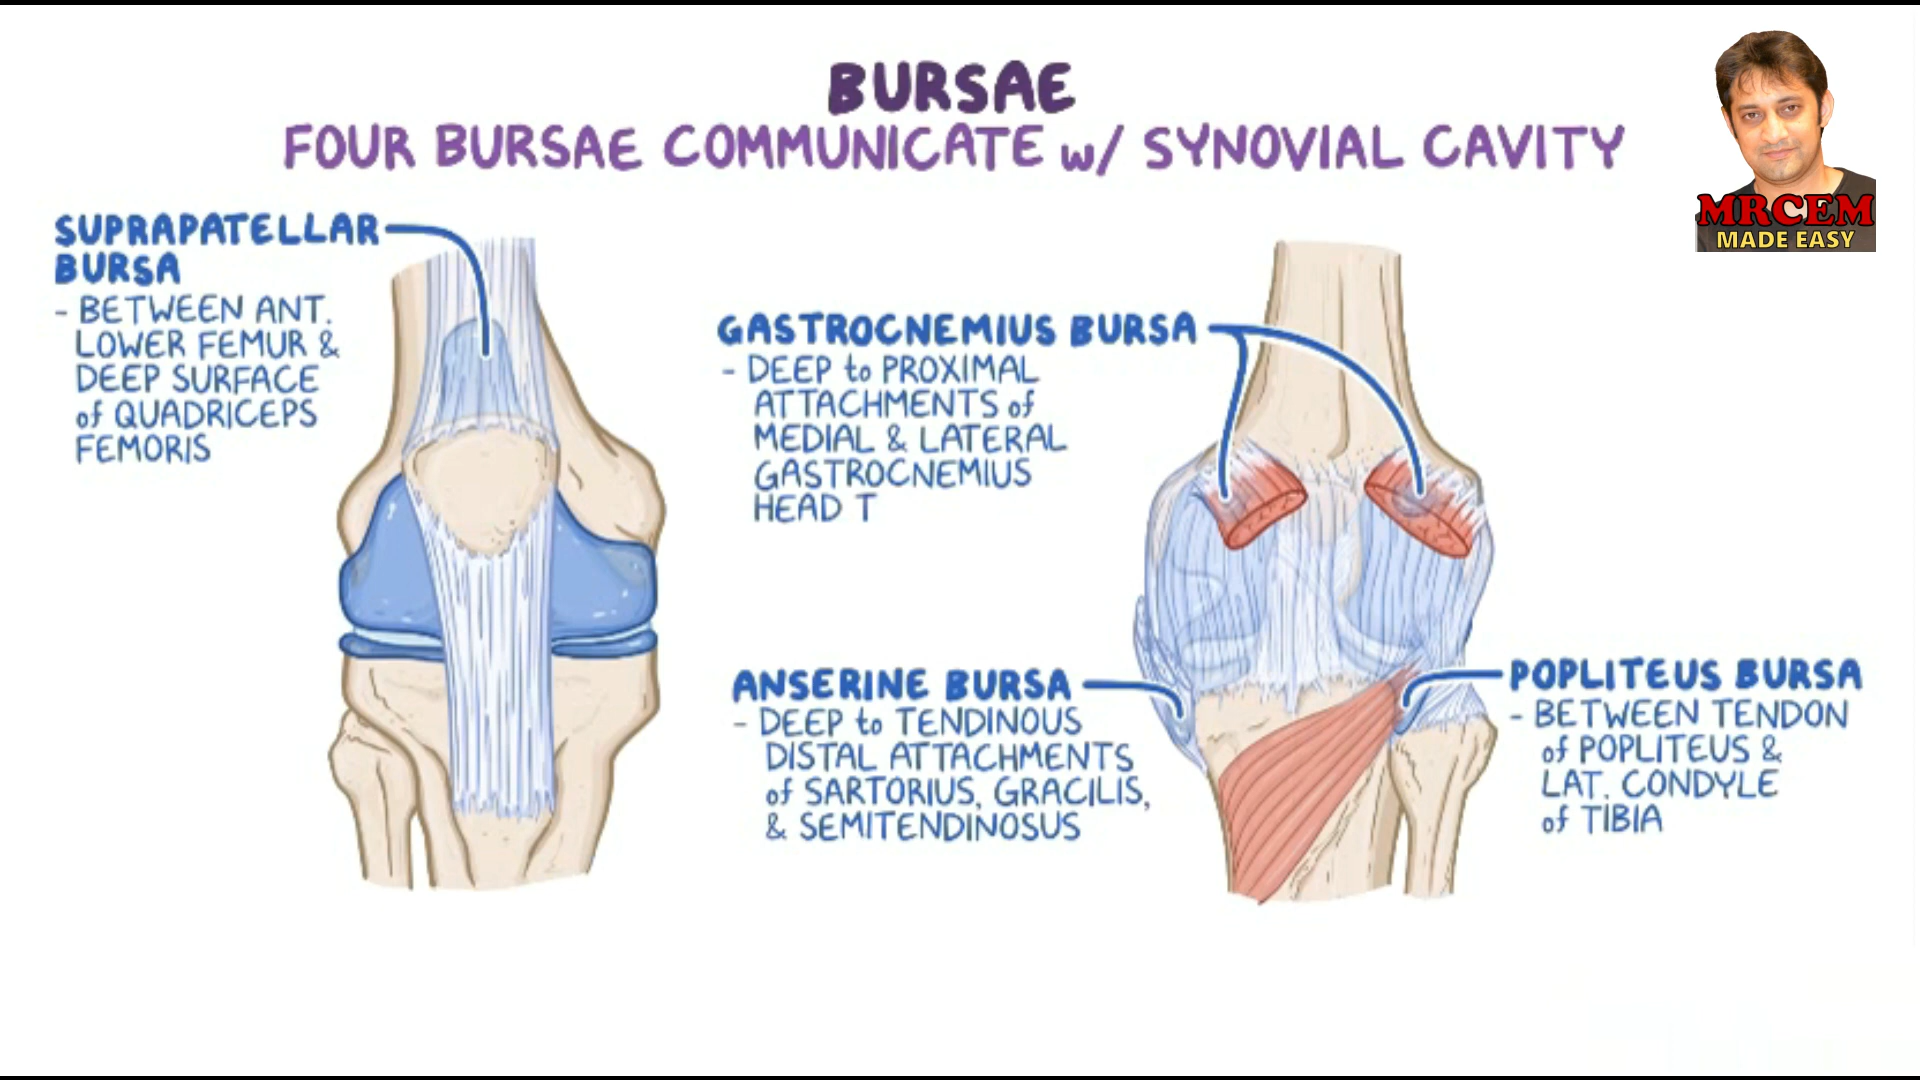 BURSAE
FOUR BURSAE COMMUNICATE w/ SYNOVIAL CAVITY
MRCEM
MADE EASY
SUPRAPATELLAR
BURSA
- BETWEEN ANT.
LOWER FEMUR &
DEEP SURFACE
of QUADRICEPS
FEMORIS
GASTROCNEMIUS BURSA
- DEEP to PROXIMAL
ATTACHMENTS of
MEDIAL & LATERAL
GASTROCNEMIUS
HEAD T
ANSERINE BURSA
- DEEP to TENDINOUS
DISTAL ATTACHMENTS
of SARTORIUS, GRACILIS,
& SEMITENDINOSUS
POPLITEUS BURSA
- BETWEEN TENDON
of POPLITEUS &
LAT. CONDYLE
of TIBIA